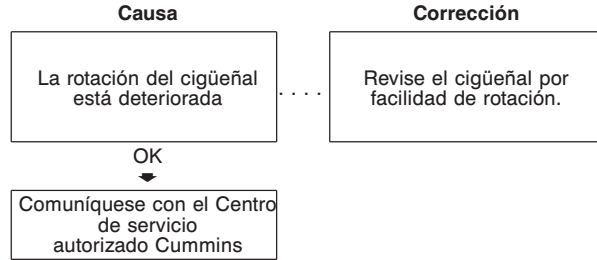 Causa
Corrección
La rotación del cigüeñal
está deteriorada
. . . .
Revise el cigüeñal por
facilidad de rotación.
OK
Comuníquese con el Centro
de servicio
autorizado Cummins